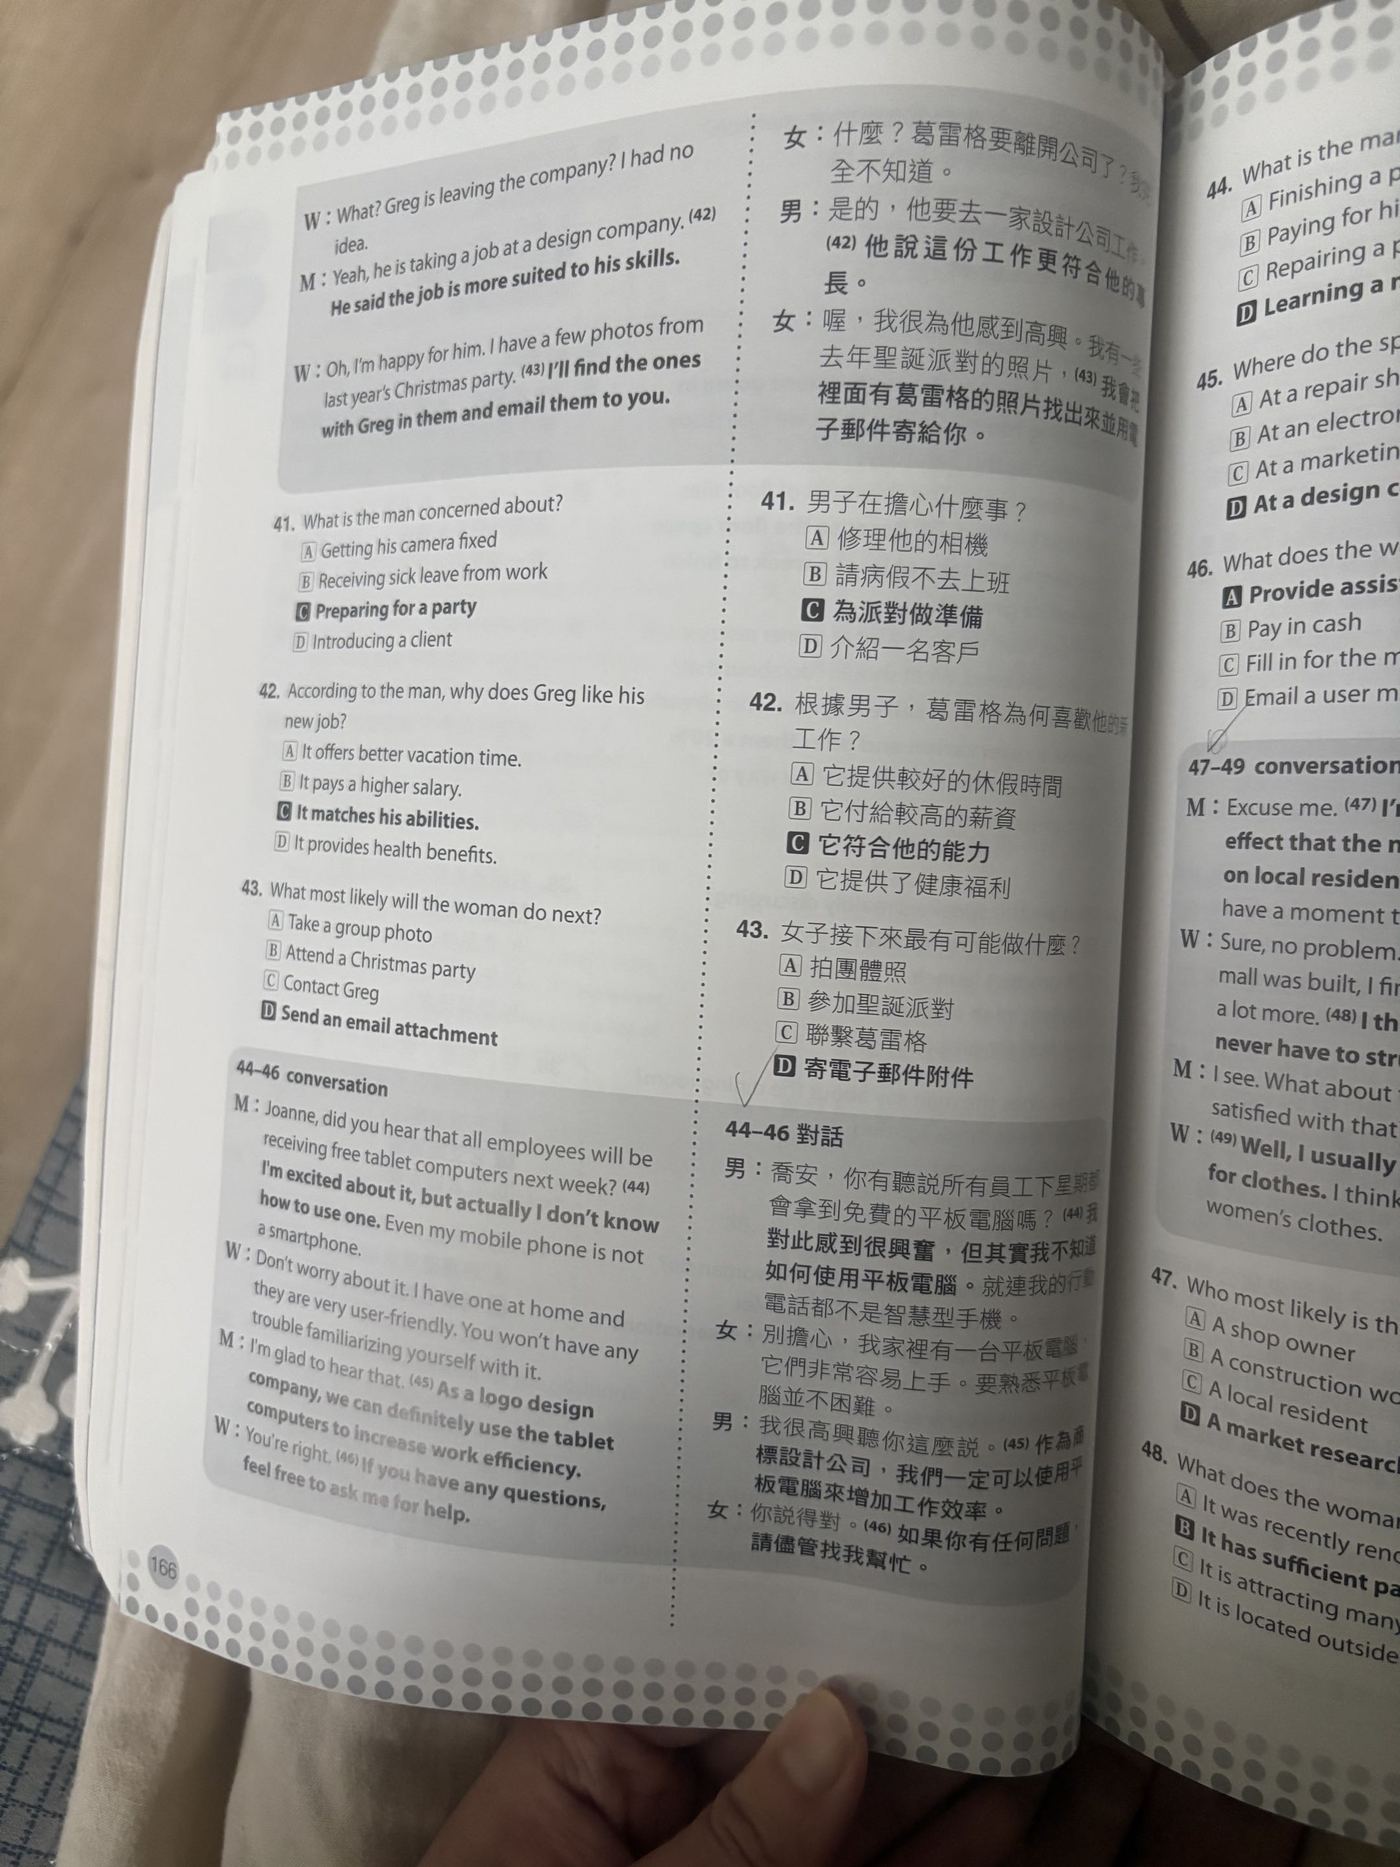 W：What? Greg is leaving the company? I had no
idea.
M：Yeah, he is taking a job at a design company. (42)
He said the job is more suited to his skills.
W：Oh, I'm happy for him. I have a few photos from
last year's Christmas party. (43) I'll find the ones
with Greg in them and email them to you.
41. What is the man concerned about?
A Getting his camera fixed
B Receiving sick leave from work
C Preparing for a party
D Introducing a client
42. According to the man, why does Greg like his
new job?
A It offers better vacation time.
B It pays a higher salary.
C It matches his abilities.
D It provides health benefits.
43. What most likely will the woman do next?
A Take a group photo
B Attend a Christmas party
C Contact Greg
D Send an email attachment
44–46 conversation
M：Joanne, did you hear that all employees will be
receiving free tablet computers next week? (44)
I'm excited about it, but actually I don't know
how to use one. Even my mobile phone is not
a smartphone.
W：Don't worry about it. I have one at home and
they are very user-friendly. You won't have any
trouble familiarizing yourself with it.
M：I'm glad to hear that. (45) As a logo design
company, we can definitely use the tablet
computers to increase work efficiency.
W：You're right. (46) If you have any questions,
feel free to ask me for help.
166
女：什麼？葛雷格要離開公司了？我完
全不知道。
男：是的，他要去一家設計公司工作。
(42) 他說這份工作更符合他的專
長。
女：喔，我很為他感到高興。我有一些
去年聖誕派對的照片，(43) 我會把
裡面有葛雷格的照片找出來並用電
子郵件寄給你。
41. 男子在擔心什麼事？
A 修理他的相機
B 請病假不去上班
C 為派對做準備
D 介紹一名客戶
42. 根據男子，葛雷格為何喜歡他的新
工作？
A 它提供較好的休假時間
B 它付給較高的薪資
C 它符合他的能力
D 它提供了健康福利
43. 女子接下來最有可能做什麼？
A 拍團體照
B 參加聖誕派對
C 聯繫葛雷格
D 寄電子郵件附件
44–46 對話
男：喬安，你有聽說所有員工下星期都
會拿到免費的平板電腦嗎？(44) 我
對此感到很興奮，但其實我不知道
如何使用平板電腦。就連我的行動
電話都不是智慧型手機。
女：別擔心，我家裡有一台平板電腦，
它們非常容易上手。要熟悉平板電
腦並不困難。
男：我很高興聽你這麼說。(45) 作為商
標設計公司，我們一定可以使用平
板電腦來增加工作效率。
女：你說得對。(46) 如果你有任何問題，
請儘管找我幫忙。
44. What is the
A Finishing a
B Paying for
C Repairing a
D Learning a
45. Where do the
A At a repair
B At an
C At a
D At a design
46. What does the
A Provide
B Pay in cash
C Fill in for the
D Email a user
47–49 conversation
M：Excuse me. (47)
effect that the
on local
have a moment
W：Sure, no problem.
mall was built, I
a lot more. (48) I
never have to
M：I see. What about
satisfied with that
W：(49) Well, I usually
for clothes. I think
women's clothes.
47. Who most likely is
A A shop owner
B A construction
C A local resident
D A market
48. What does the
A It was recently
B It has sufficient
C It is attracting many
D It is located outside